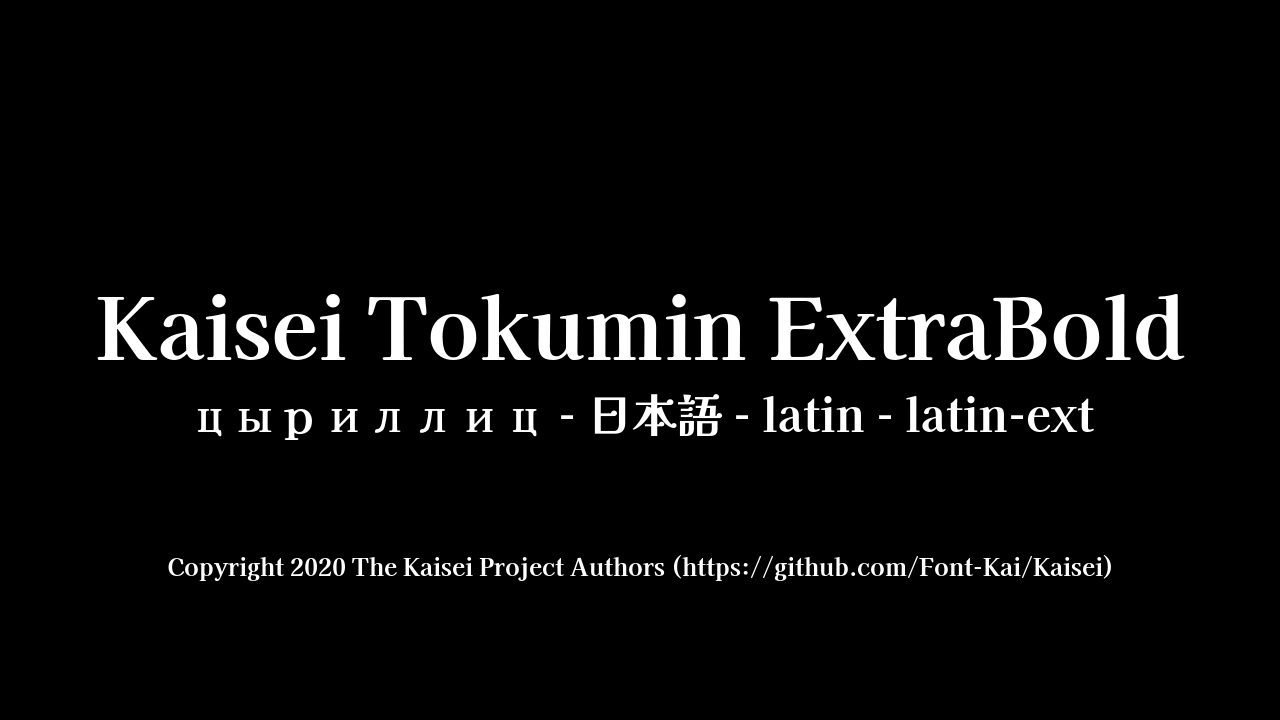 Kaisei Tokumin ExtraBold
цыриллиц - 日本語 - latin - latin-ext
Copyright 2020 The Kaisei Project Authors (https://github.com/Font-Kai/Kaisei)